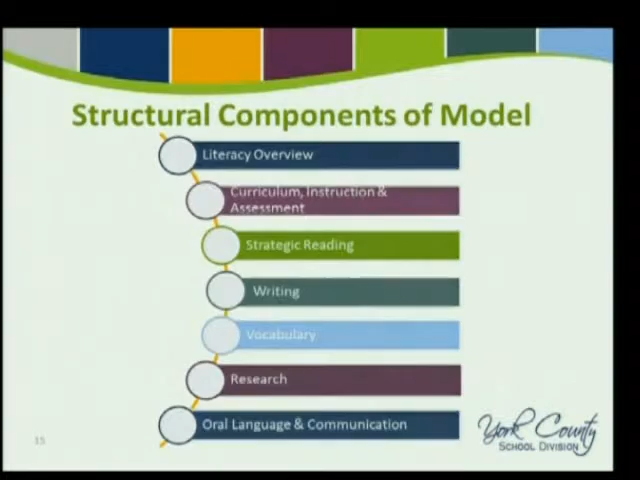 Structural Components of Model
Literacy Overview
Curriculum, Instruction &
Assessment
Strategic Reading
Writing
Vocabulary
Research
Oral Language & Communication
15
York County
SCHOOL DIVISION